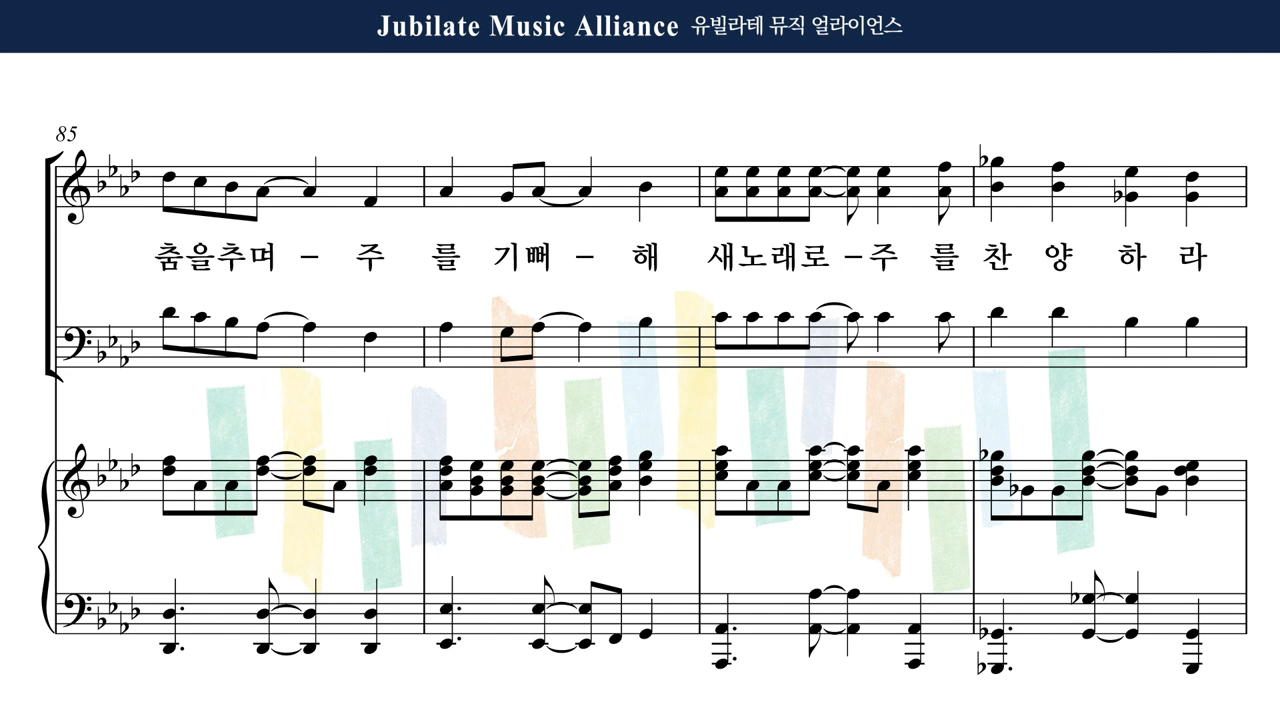 Jubilate Music Alliance 유빌라테 뮤직 얼라이언스
85
춤을추며 – 주 를 기뻐 – 해 새노래로 – 주 를 찬 양 하 라